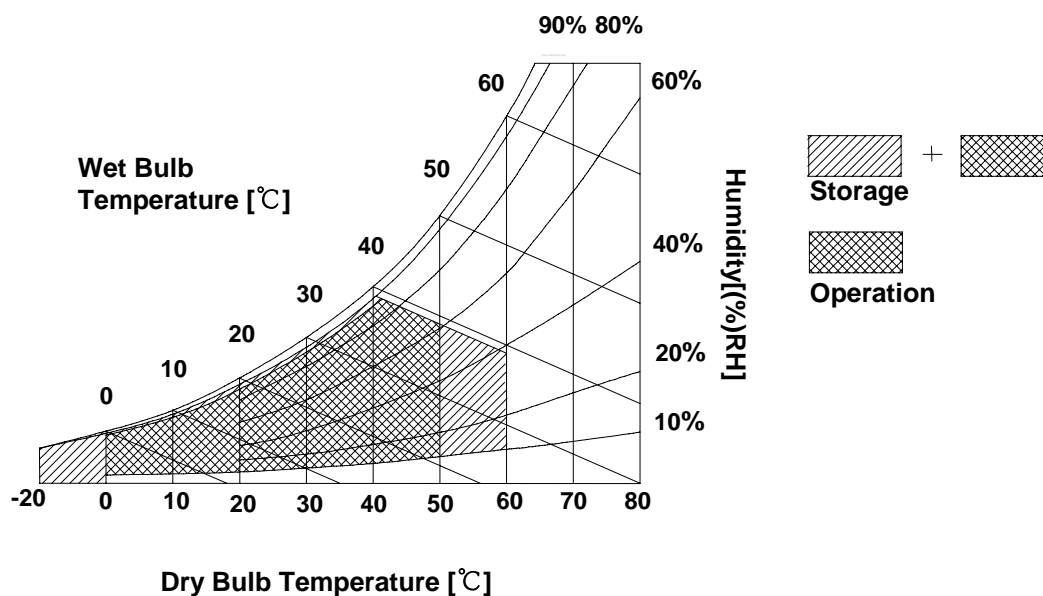 90% 80%
60
60%
Wet Bulb
Temperature [℃]
50
40
30
20
10
0
Humidity[(%)RH]
40%
20%
10%
+
Storage
Operation
-20 0 10 20 30 40 50 60 70 80
Dry Bulb Temperature [℃]